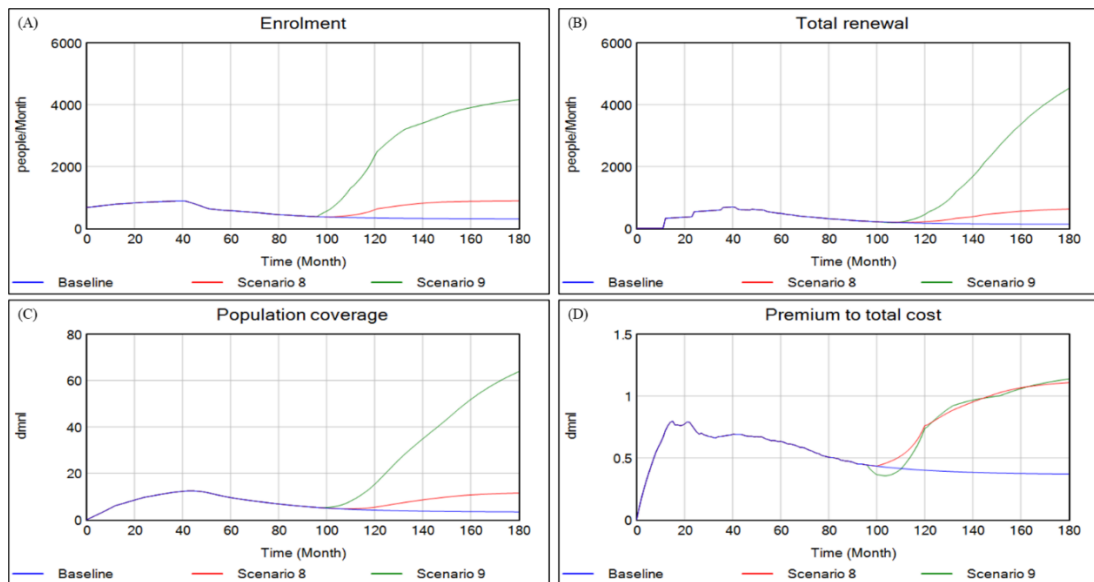 (A) Enrolment
6000
4000
2000
0
people/Month
0 20 40 60 80 100 120 140 160 180
Time (Month)
Baseline Scenario 8 Scenario 9
(B) Total renewal
6000
4000
2000
0
people/Month
0 20 40 60 80 100 120 140 160 180
Time (Month)
Baseline Scenario 8 Scenario 9
(C) Population coverage
80
60
40
20
0
dmnl
0 20 40 60 80 100 120 140 160 180
Time (Month)
Baseline Scenario 8 Scenario 9
(D) Premium to total cost
1.5
1
0.5
0
dmnl
0 20 40 60 80 100 120 140 160 180
Time (Month)
Baseline Scenario 8 Scenario 9